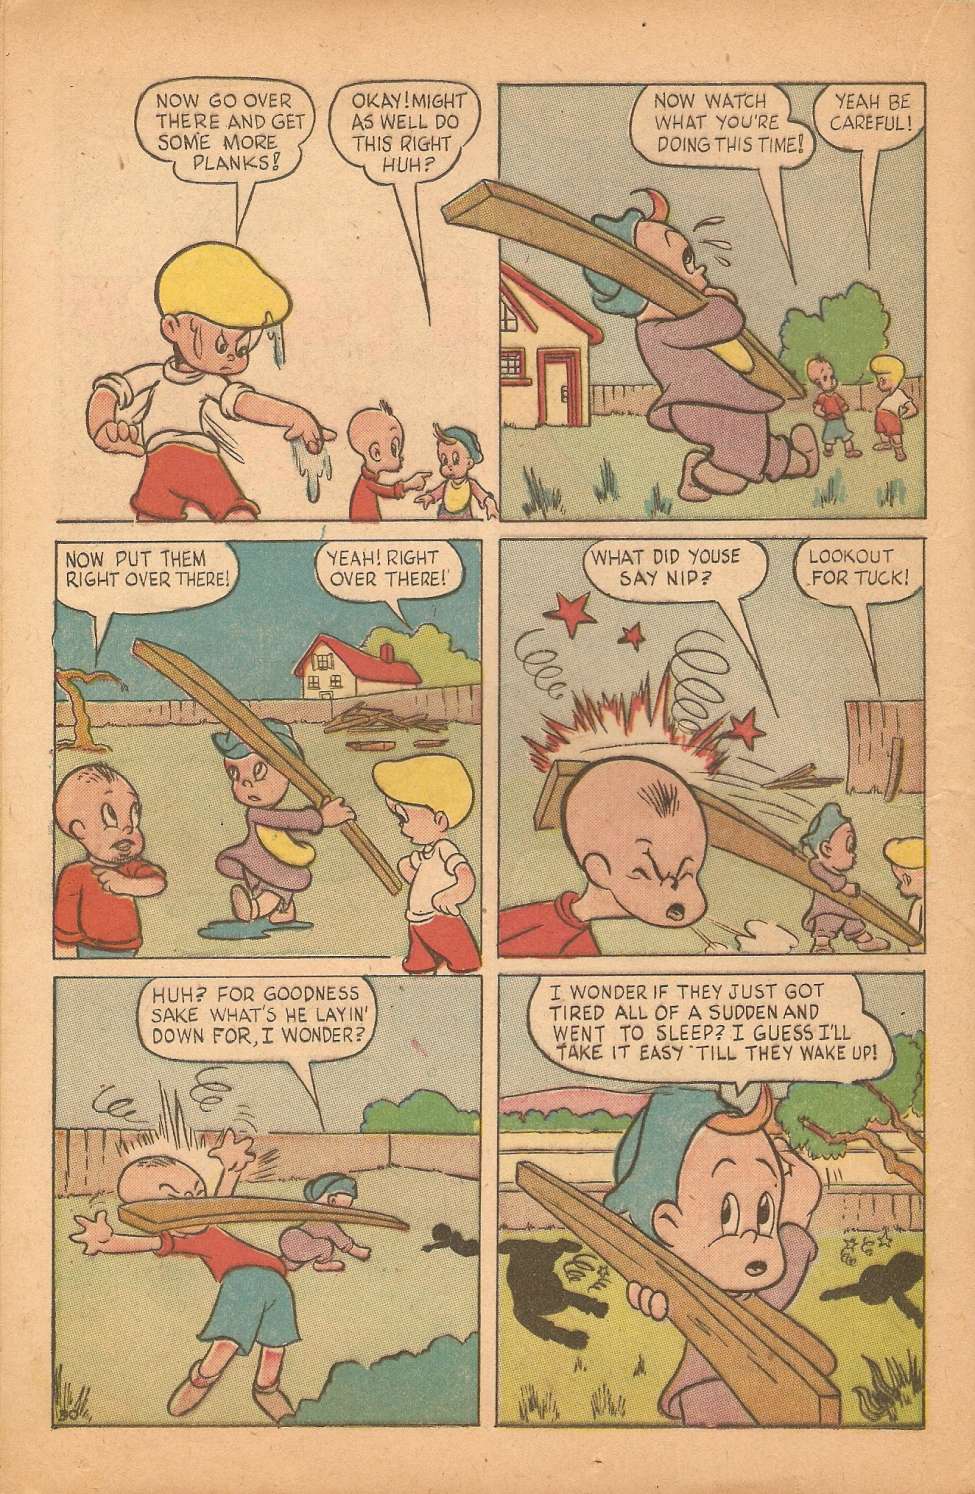 NOW GO OVER
THERE AND GET
SOME MORE
PLANKS!
OKAY! MIGHT
AS WELL DO
THIS RIGHT
HUH?
NOW WATCH
WHAT YOU'RE
DOING THIS TIME!
YEAH BE
CAREFUL!
NOW PUT THEM
RIGHT OVER THERE!
YEAH! RIGHT
OVER THERE!
WHAT DID YOUSE
SAY NIP?
LOOKOUT
FOR TUCK!
HUH? FOR GOODNESS
SAKE WHAT'S HE LAYIN'
DOWN FOR, I WONDER?
I WONDER IF THEY JUST GOT
TIRED ALL OF A SUDDEN AND
WENT TO SLEEP? I GUESS I'LL
TAKE IT EASY 'TILL THEY WAKE UP!